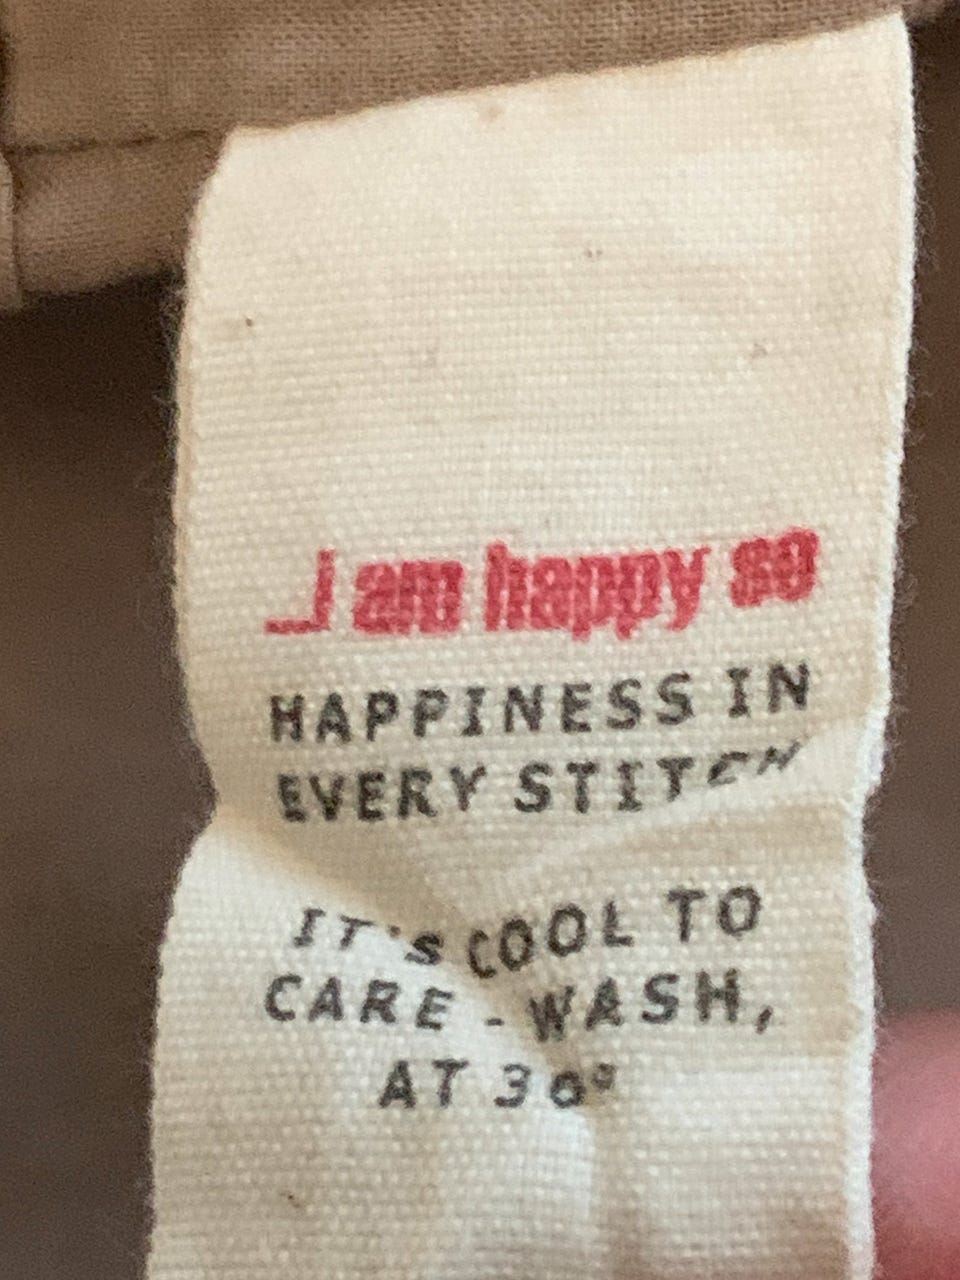 _I am happy so
HAPPINESS IN
EVERY STITCH
IT'S COOL TO
CARE - WASH,
AT 30°